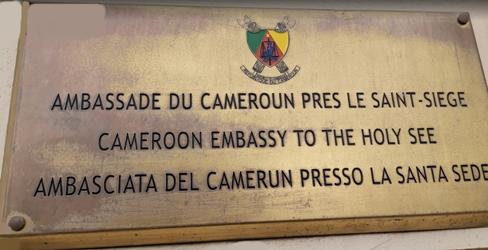 AMBASSADE DU CAMEROUN PRES LE SAINT-SIEGE
CAMEROON EMBASSY TO THE HOLY SEE
AMBASCIATA DEL CAMERUN PRESSO LA SANTA SEDE